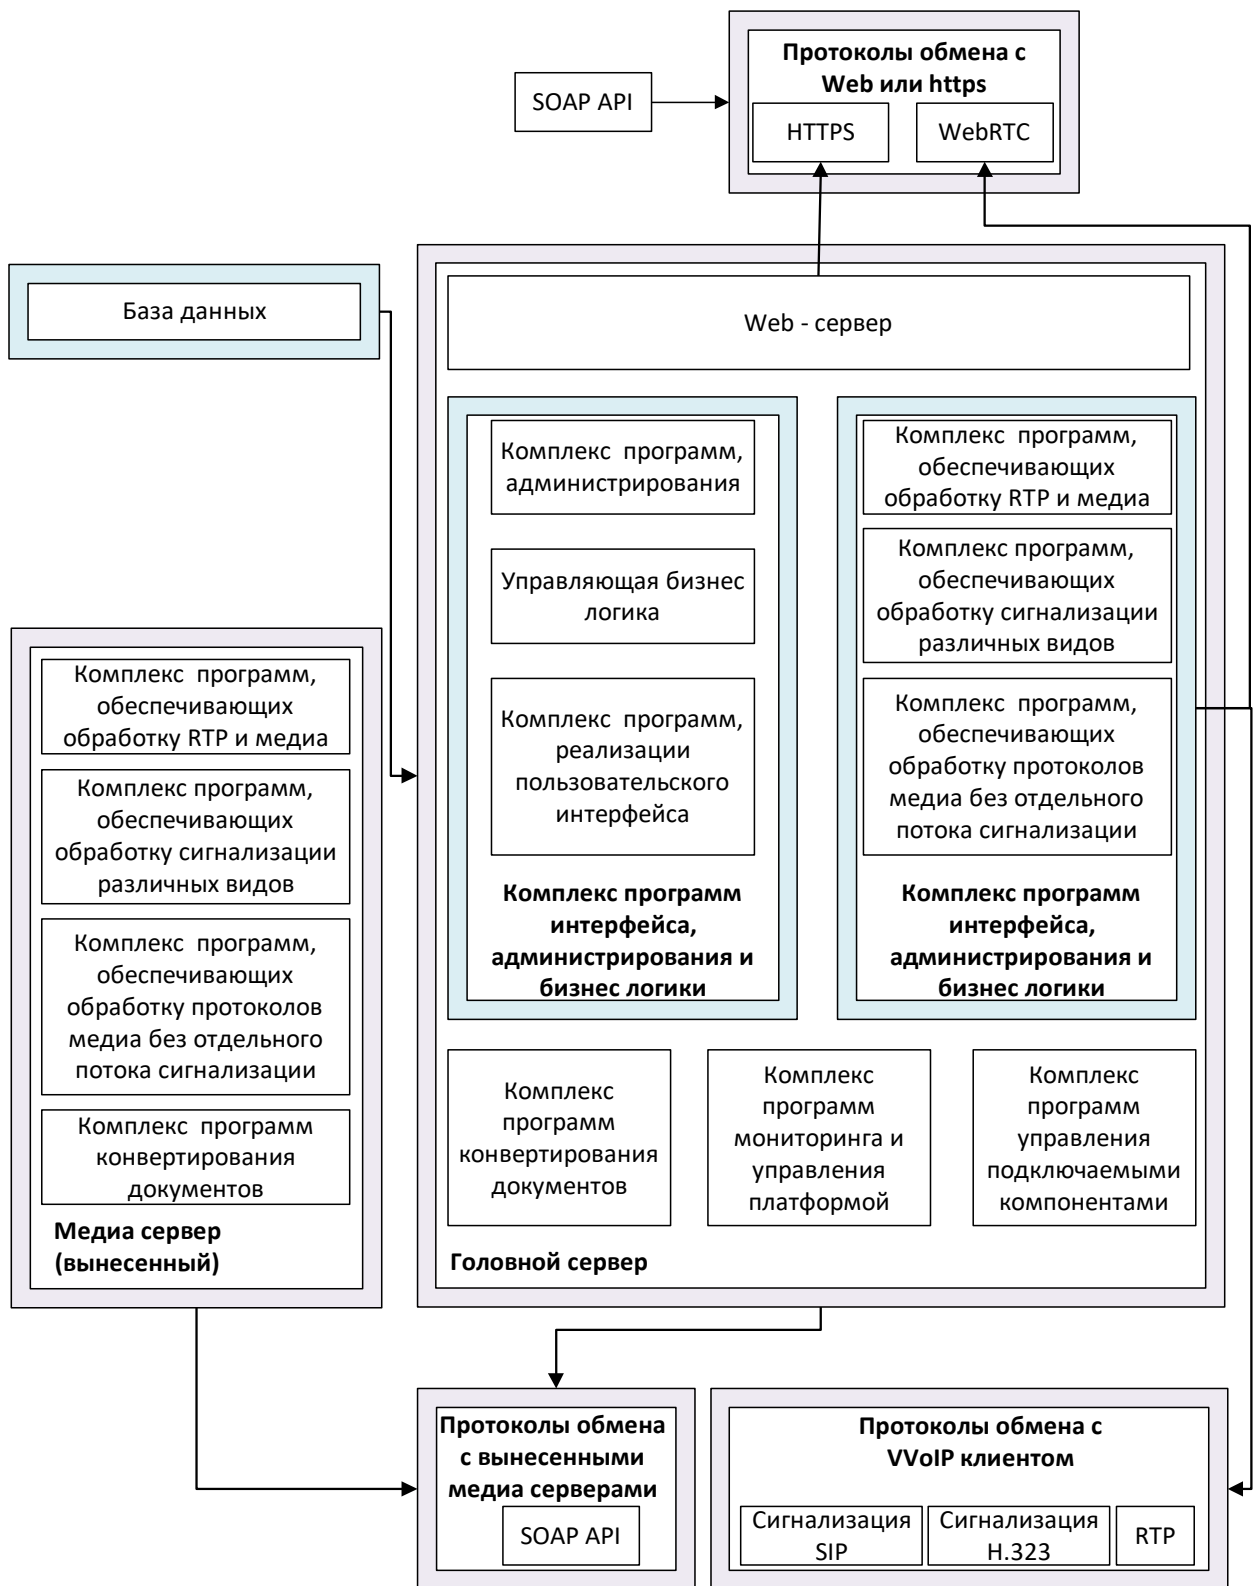 Протоколы обмена с
Web или https
SOAP API
HTTPS
WebRTC
База данных
Web - сервер
Комплекс программ,
администрирования
Управляющая бизнес
логика
Комплекс программ,
реализации
пользовательского
интерфейса
Комплекс программ
интерфейса,
администрирования и
бизнес логики
Комплекс программ,
обеспечивающих
обработку RTP и медиа
Комплекс программ,
обеспечивающих
обработку сигнализации
различных видов
Комплекс программ,
обеспечивающих
обработку протоколов
медиа без отдельного
потока сигнализации
Комплекс программ
интерфейса,
администрирования и
бизнес логики
Комплекс программ,
обеспечивающих
обработку RTP и медиа
Комплекс программ,
обеспечивающих
обработку сигнализации
различных видов
Комплекс программ,
обеспечивающих
обработку протоколов
медиа без отдельного
потока сигнализации
Комплекс программ
конвертирования
документов
Медиа сервер
(вынесенный)
Комплекс
программ
конвертирования
документов
Комплекс
программ
мониторинга и
управления
платформой
Комплекс
программ
управления
подключаемыми
компонентами
Головной сервер
Протоколы обмена
с вынесенными
медиа серверами
SOAP API
Протоколы обмена с
VVoIP клиентом
Сигнализация
SIP
Сигнализация
H.323
RTP